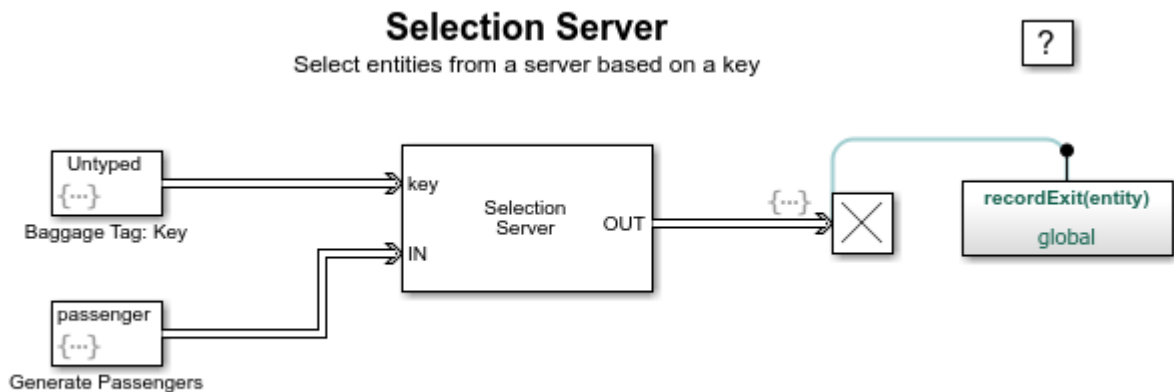 Selection Server
Select entities from a server based on a key
?
Untyped
{...}
Baggage Tag: Key
key
IN
Selection
Server
OUT
{...}
recordExit(entity)
global
passenger
{...}
Generate Passengers